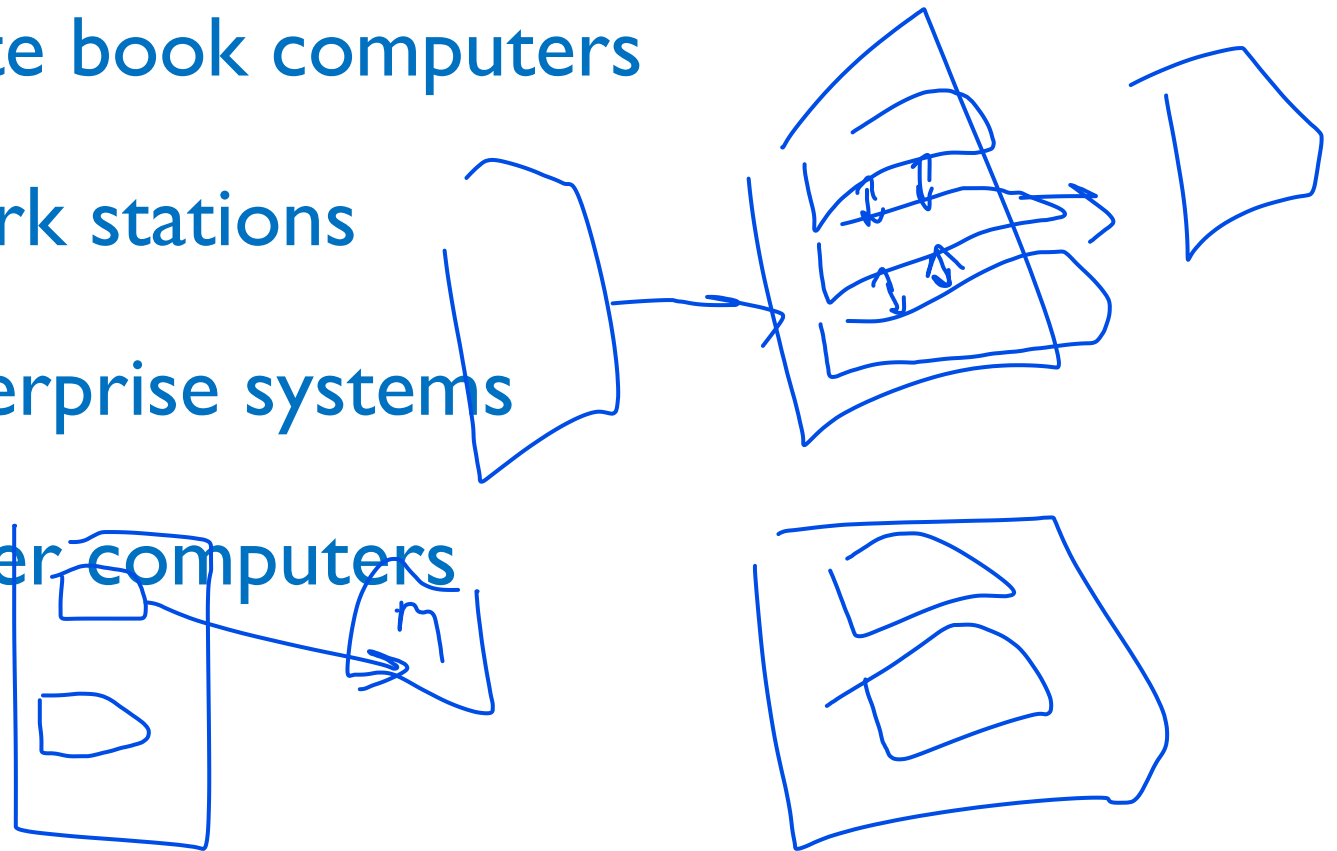 te book computers
rk stations
erprise systems
er computers
n